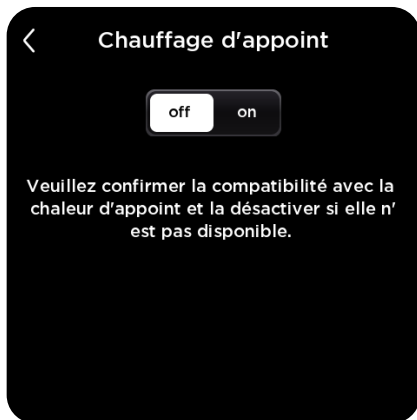 Chauffage d'appoint
off on
Veuillez confirmer la compatibilité avec la
chaleur d'appoint et la désactiver si elle n'
est pas disponible.